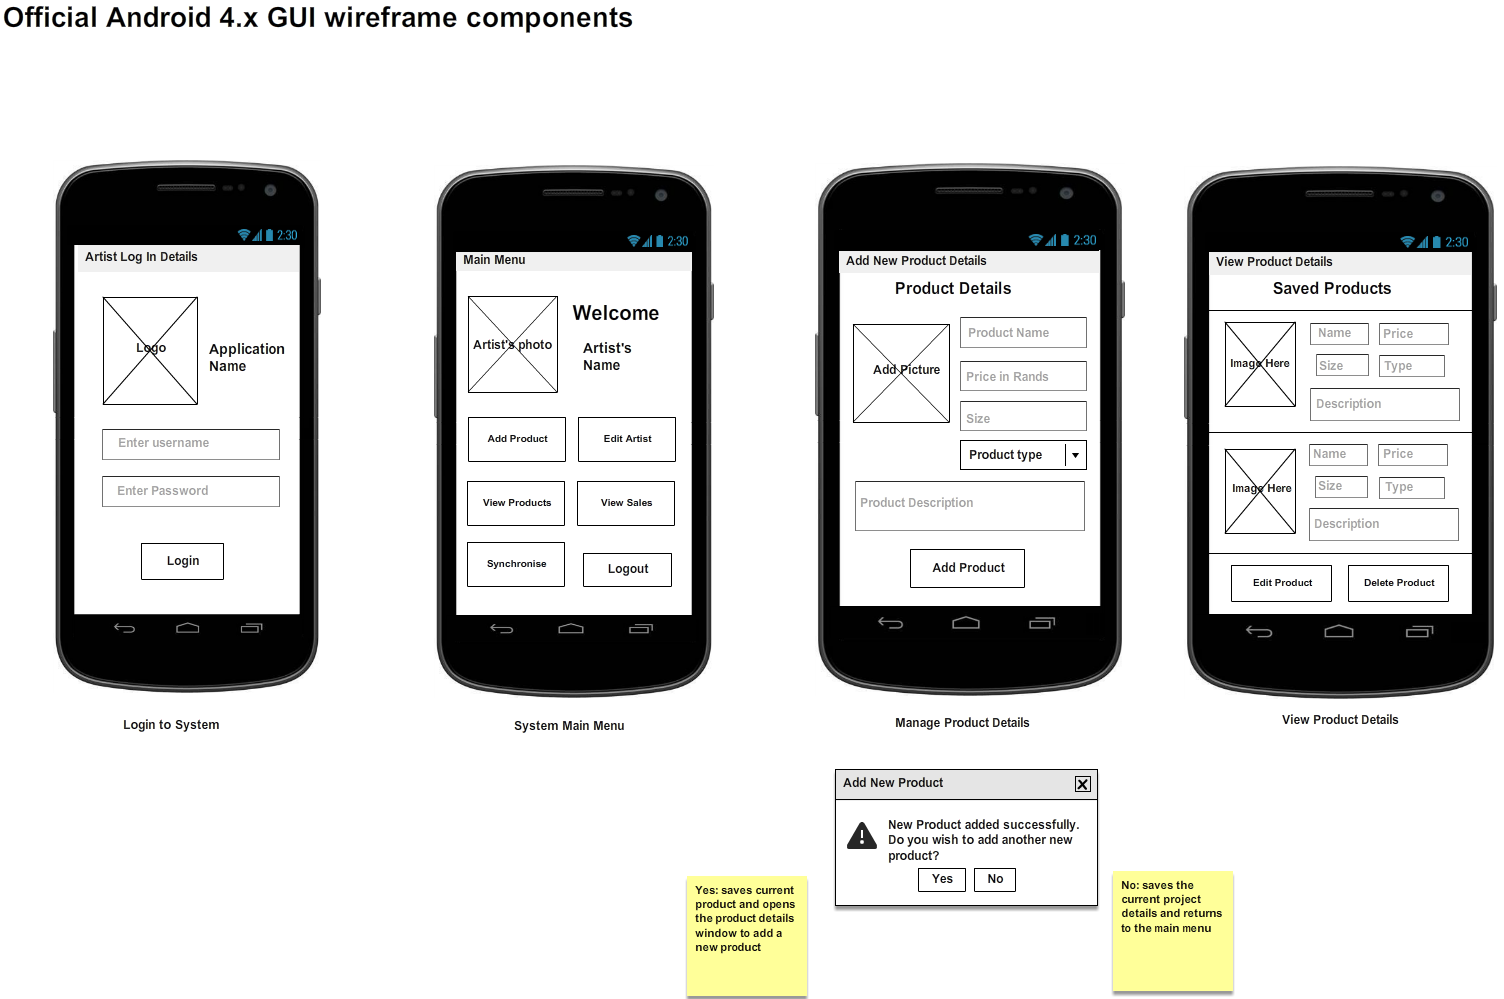 Official Android 4.x GUI wireframe components
2:30
Artist Log In Details
Logo
Application
Name
Enter username
Enter Password
Login
Login to System
2:30
Main Menu
Artist's photo
Welcome
Artist's
Name
Add Product
Edit Artist
View Products
View Sales
Synchronise
Logout
System Main Menu
2:30
Add New Product Details
Product Details
Add Picture
Product Name
Price in Rands
Size
Product type
Product Description
Add Product
Manage Product Details
2:30
View Product Details
Saved Products
Image Here
Name
Price
Size
Type
Description
Image Here
Name
Price
Size
Type
Description
Edit Product
Delete Product
View Product Details
Add New Product
New Product added successfully.
Do you wish to add another new
product?
Yes
No
Yes: saves current
product and opens
the product details
window to add a
new product
No: saves the
current project
details and returns
to the main menu